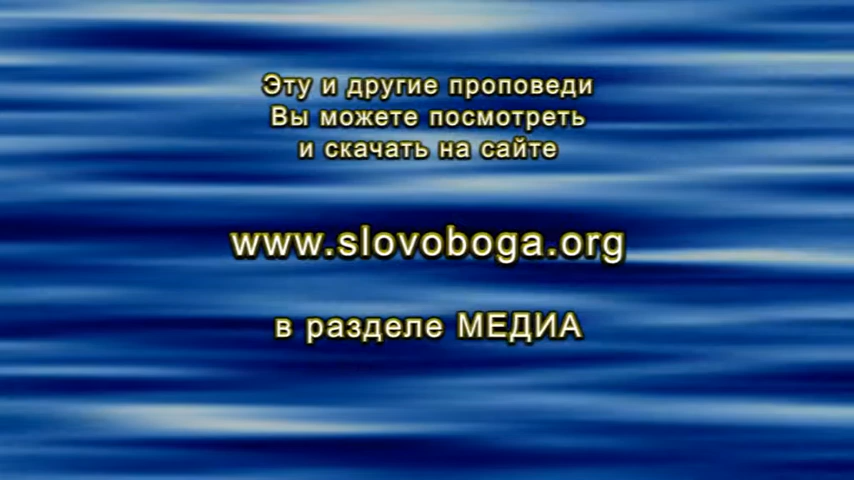 Эту и другие проповеди
Вы можете посмотреть
и скачать на сайте
www.slovoboga.org
в разделе МЕДИА